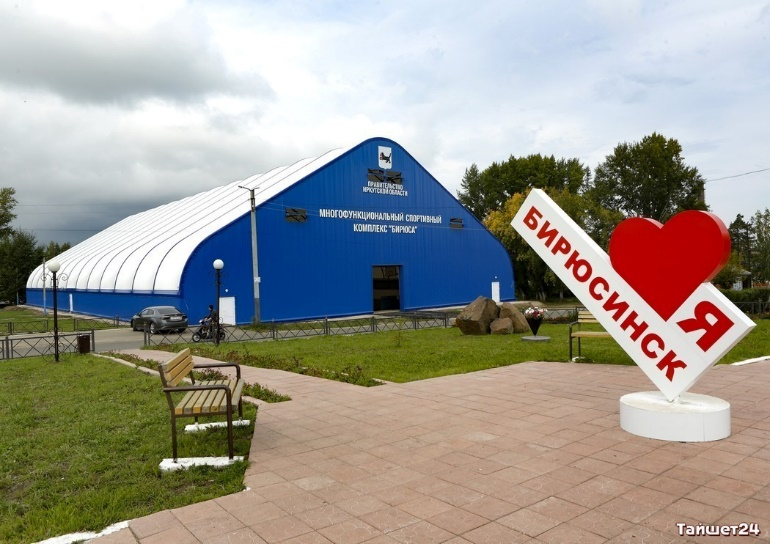 ПРАВИТЕЛЬСТВО
ИРКУТСКОЙ ОБЛАСТИ
МНОГОФУНКЦИОНАЛЬНЫЙ СПОРТИВНЫЙ
КОМПЛЕКС "БИРЮСА"
Я
БИРЮСИНСК
Тайшет24